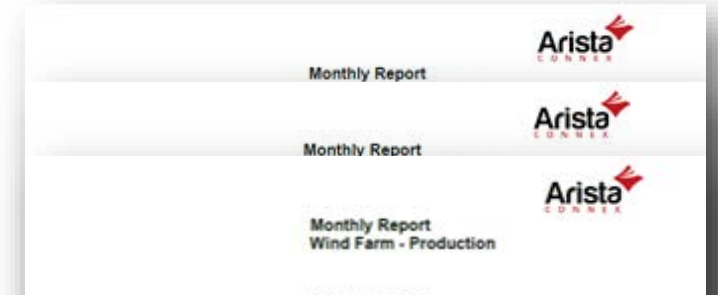 Arista
CONNEX
Monthly Report
Arista
CONNEX
Monthly Report
Arista
CONNEX
Monthly Report
Wind Farm - Production